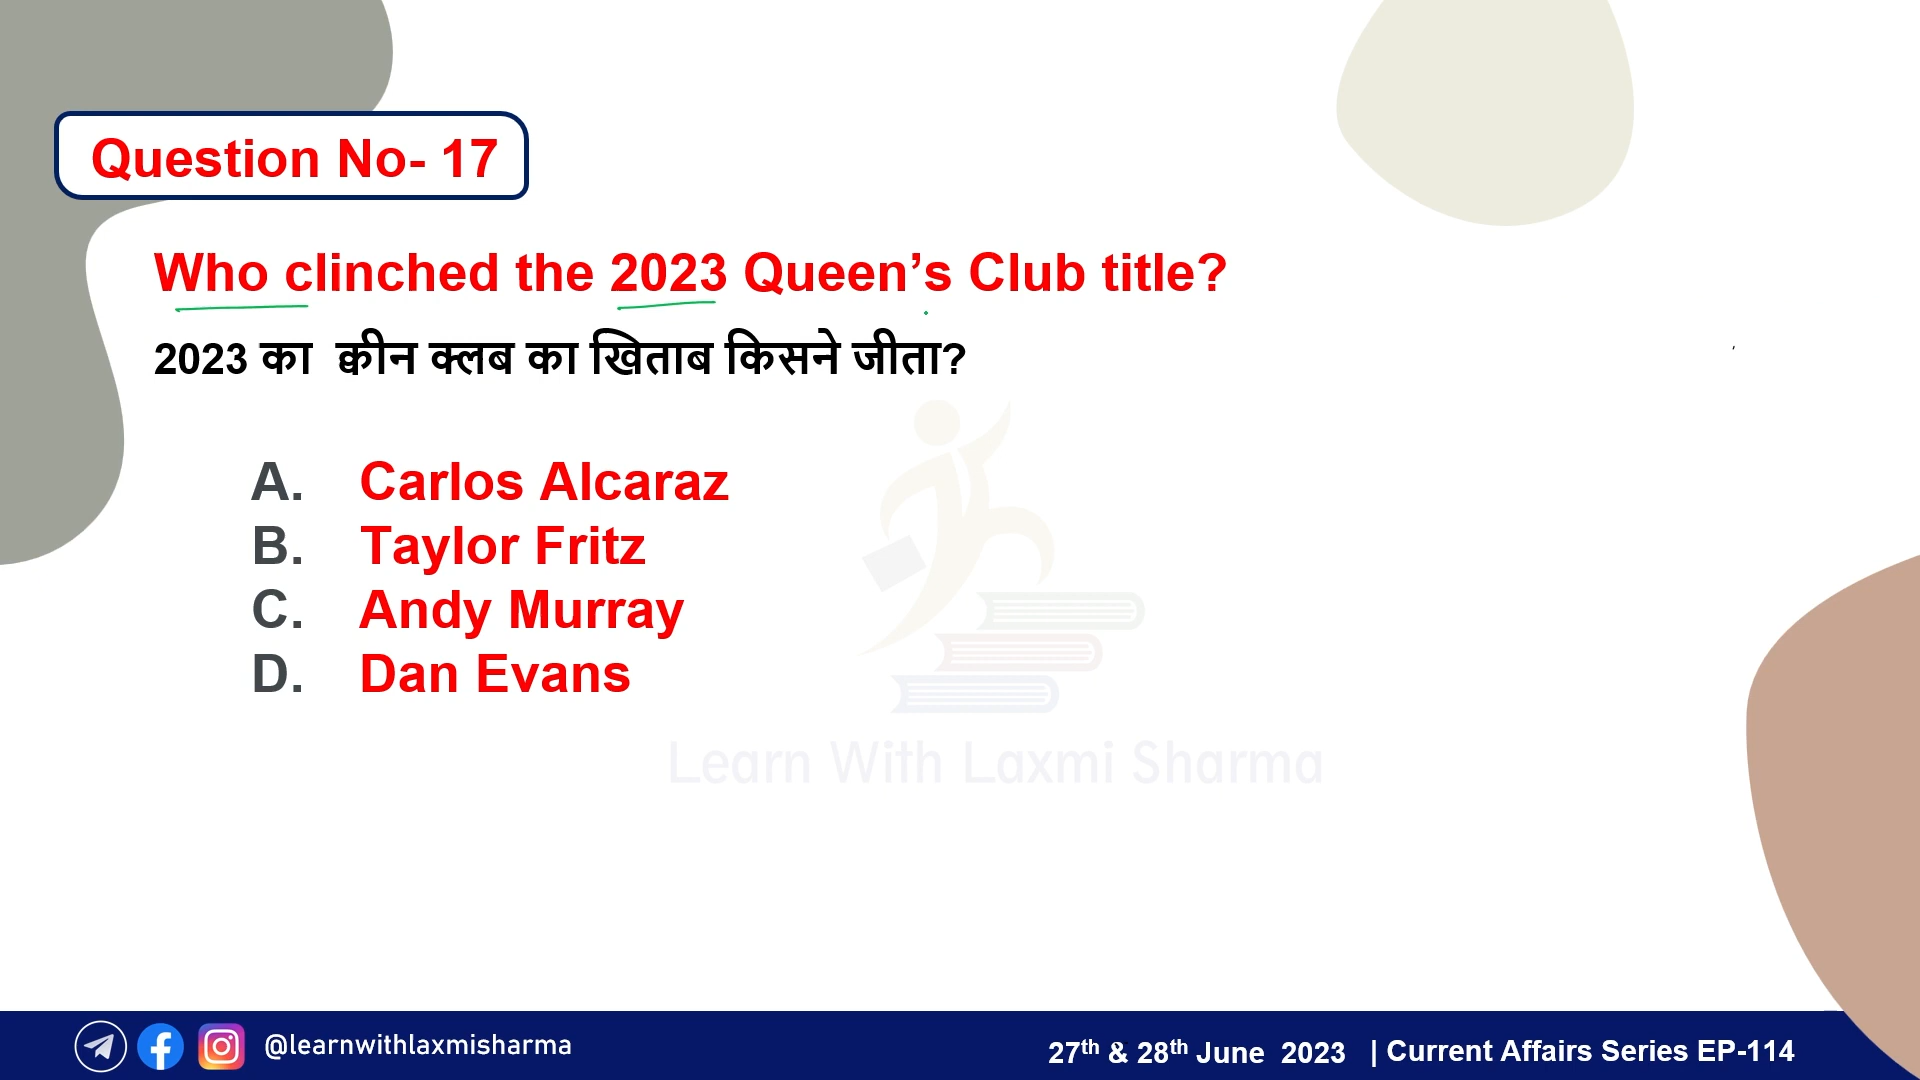 Question No- 17
Who clinched the 2023 Queen’s Club title?
2023 का क्वीन क्लब का खिताब किसने जीता?
A. Carlos Alcaraz
B. Taylor Fritz
C. Andy Murray
D. Dan Evans
Learn With Laxmi Sharma
@learnwithlaxmisharma
27th & 28th June 2023 | Current Affairs Series EP-114